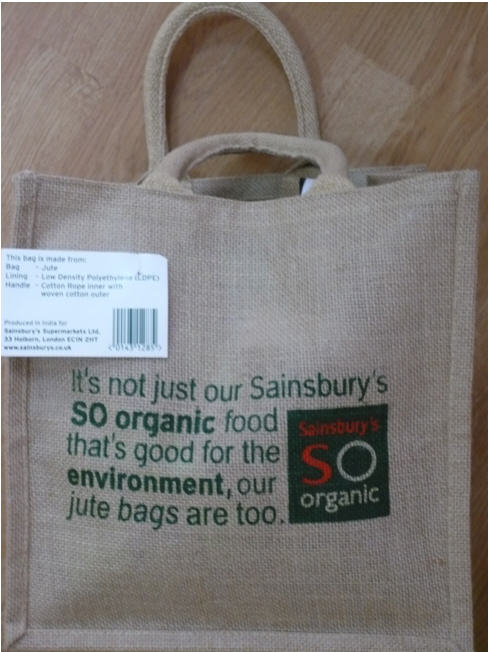 This bag is made from:
Bag - Jute
Lining - Low Density Polyethylene (LDPE)
Handle - Cotton Rope inner with
woven cotton outer
Produced in India for
Sainsbury's Supermarkets Ltd.
33 Holborn, London EC1N 2HT
www.sainsburys.co.uk
<01431285>
It's not just our Sainsbury's
SO organic food
that's good for the
environment, our
jute bags are too.
Sainsbury's
SO
organic